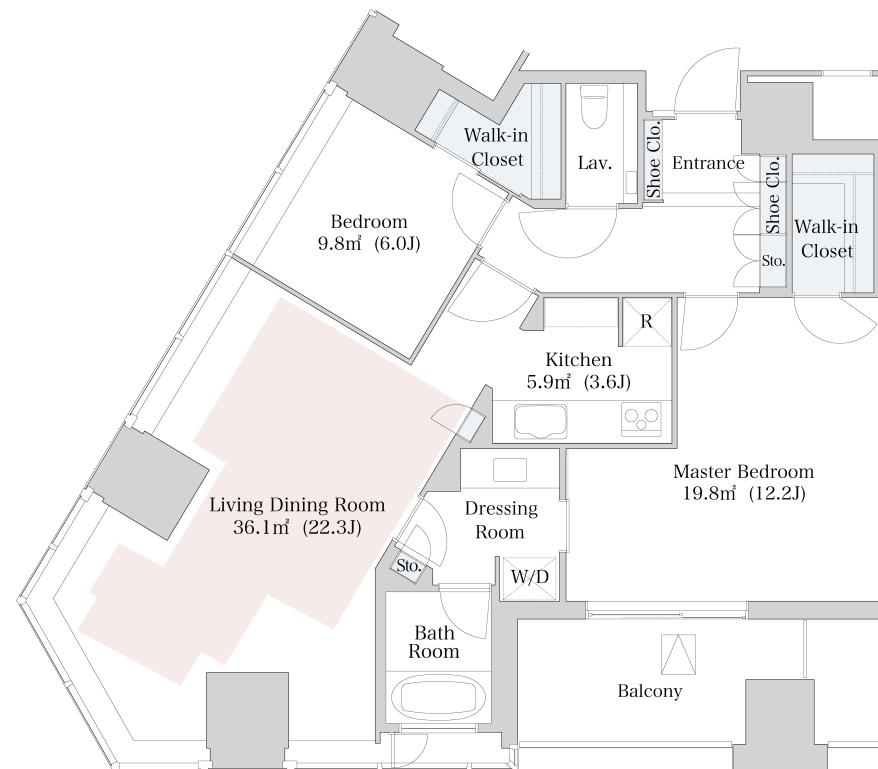 Walk-in
Closet
Lav.
Shoe Clo.
Entrance
Shoe Clo.
Walk-in
Closet
Bedroom
9.8㎡ (6.0J)
Sto.
R
Kitchen
5.9㎡ (3.6J)
Master Bedroom
19.8㎡ (12.2J)
Living Dining Room
36.1㎡ (22.3J)
Dressing
Room
Sto.
W/D
Bath
Room
Balcony